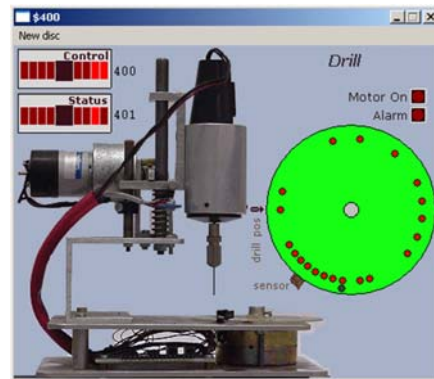 $400
New disc
Control
400
Status
401
Drill
Motor On
Alarm
drill pos
sensor